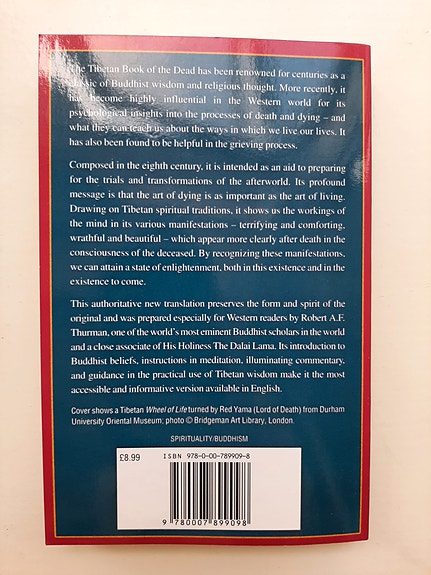 The Tibetan Book of the Dead has been renowned for centuries as a
classic of Buddhist wisdom and religious thought. More recently, it
has become highly influential in the Western world for its
psychological insights into the processes of death and dying – and
what they can teach us about the ways in which we live our lives. It
has also been found to be helpful in the grieving process.
Composed in the eighth century, it is intended as an aid to preparing
for the trials and transformations of the afterworld. Its profound
message is that the art of dying is as important as the art of living.
Drawing on Tibetan spiritual traditions, it shows us the workings of
the mind in its various manifestations – terrifying and comforting,
wrathful and beautiful – which appear more clearly after death in the
consciousness of the deceased. By recognizing these manifestations,
we can attain a state of enlightenment, both in this existence and in the
existence to come.
This authoritative new translation preserves the form and spirit of the
original and was prepared especially for Western readers by Robert A.F.
Thurman, one of the world's most eminent Buddhist scholars in the world
and a close associate of His Holiness The Dalai Lama. Its introduction to
Buddhist beliefs, instructions in meditation, illuminating commentary,
and guidance in the practical use of Tibetan wisdom make it the most
accessible and informative version available in English.
Cover shows a Tibetan Wheel of Life turned by Red Yama (Lord of Death) from Durham
University Oriental Museum; photo © Bridgeman Art Library, London.
SPIRITUALITY/BUDDHISM
£8.99
ISBN 978-0-00-789909-8
9 780007 899098